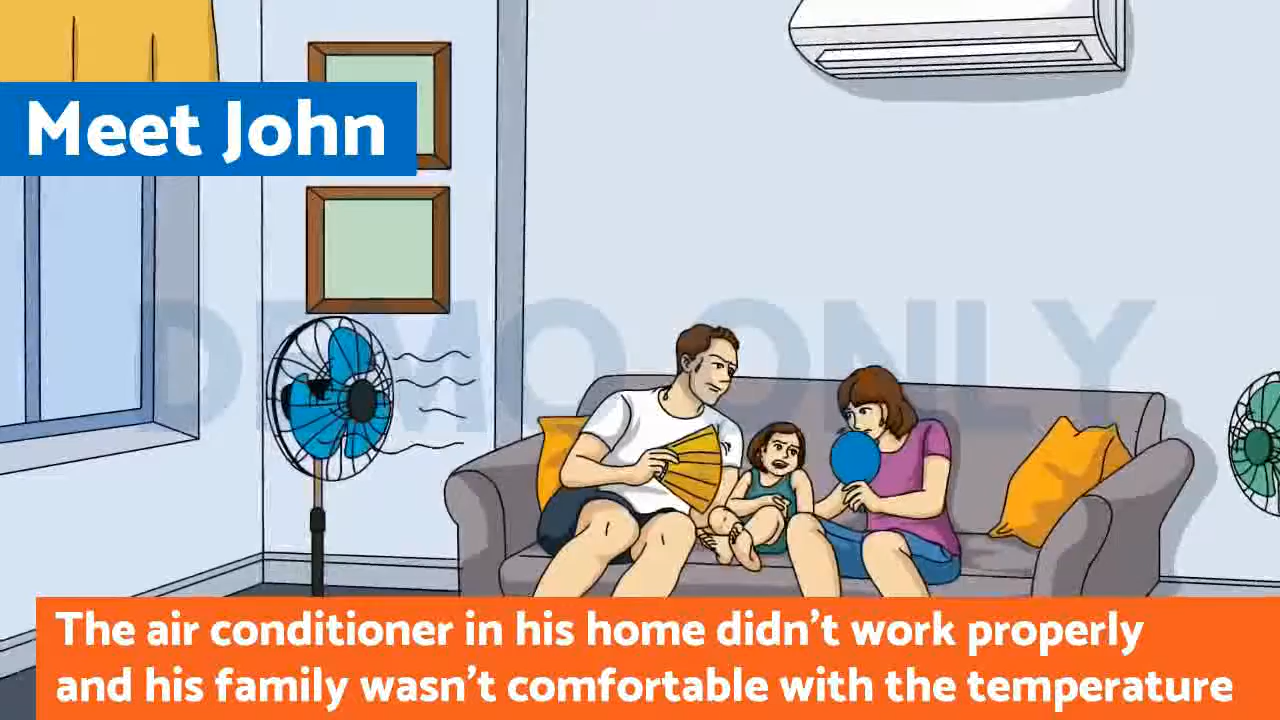 Meet John
DEMO ONLY
The air conditioner in his home didn't work properly
and his family wasn't comfortable with the temperature